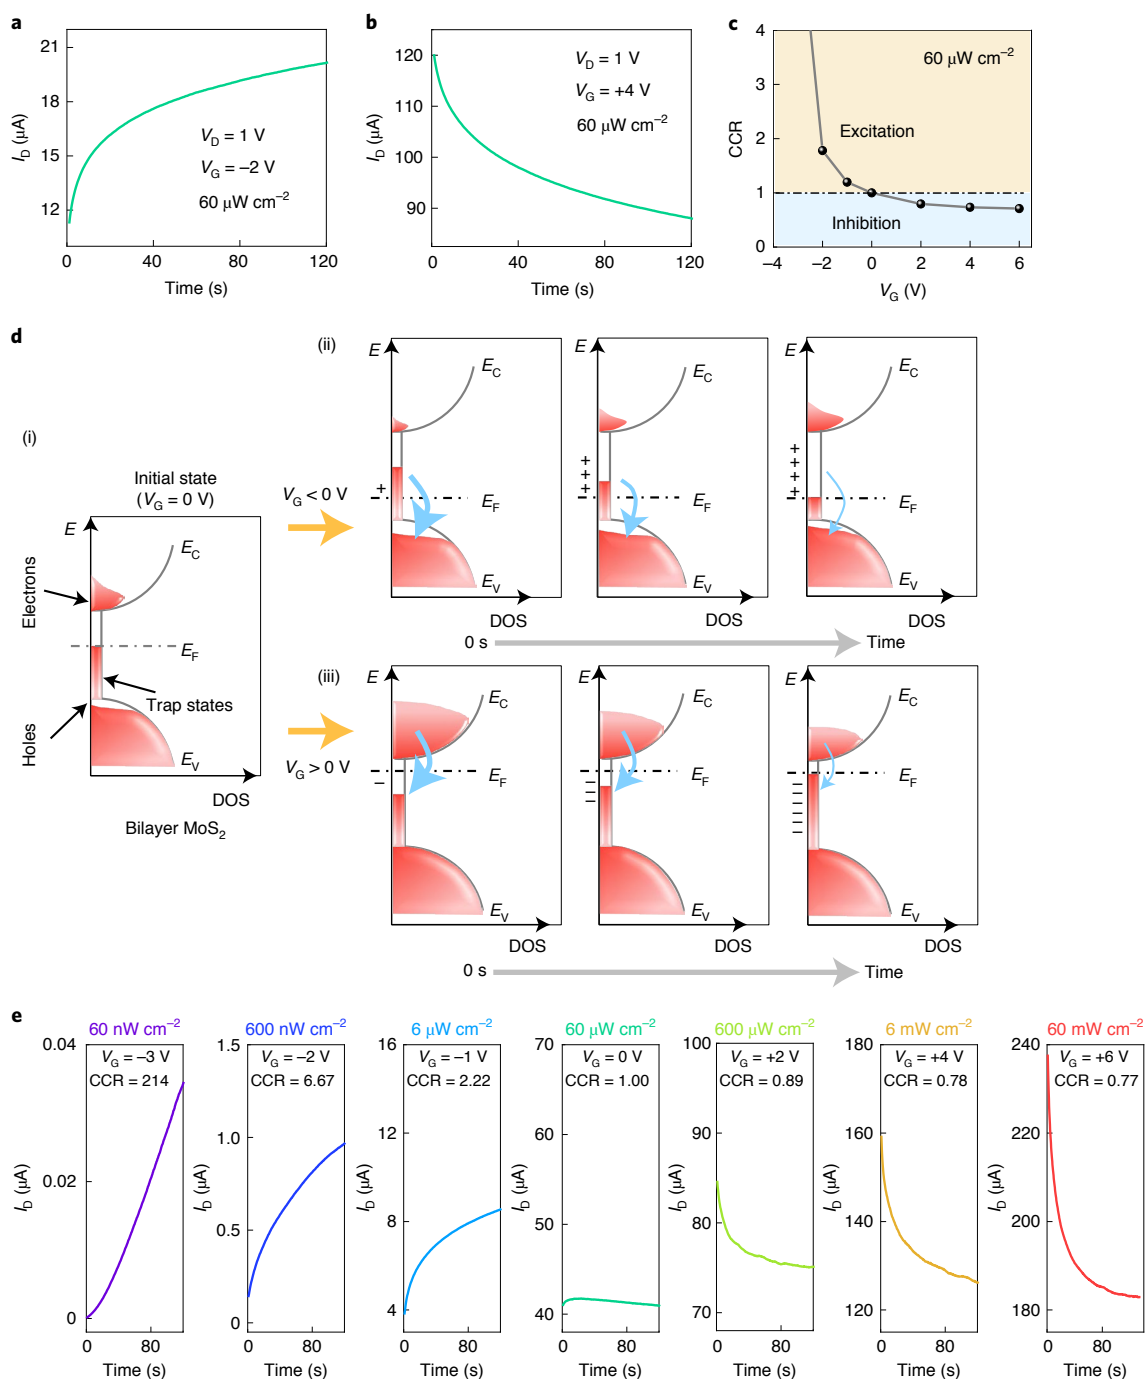 a
21
18
15
12
I_D (μA)
V_D = 1 V
V_G = −2 V
60 μW cm⁻²
0
40
80
120
Time (s)
b
120
110
100
90
I_D (μA)
V_D = 1 V
V_G = +4 V
60 μW cm⁻²
0
40
80
120
Time (s)
c
4
3
2
1
0
CCR
60 μW cm⁻²
Excitation
Inhibition
−4
−2
0
2
4
6
V_G (V)
d
(i)
Initial state
(V_G = 0 V)
E
E_C
Electrons
E_F
Trap states
Holes
E_V
DOS
Bilayer MoS₂
V_G < 0 V
V_G > 0 V
(ii)
E
E_C
+
E_F
E_V
DOS
E
E_C
+
+
+
E_F
E_V
DOS
E
E_C
+
+
+
+
E_F
E_V
DOS
0 s
Time
(iii)
E
E_C
−
E_F
E_V
DOS
E
E_C
−
−
−
E_F
E_V
DOS
E
E_C
−
−
−
−
−
−
E_F
E_V
DOS
0 s
Time
e
60 nW cm⁻²
V_G = −3 V
CCR = 214
0.04
0.02
0
I_D (μA)
80
Time (s)
600 nW cm⁻²
V_G = −2 V
CCR = 6.67
1.5
1.0
0.5
0
I_D (μA)
0
80
Time (s)
6 μW cm⁻²
V_G = −1 V
CCR = 2.22
16
12
8
4
I_D (μA)
0
80
Time (s)
60 μW cm⁻²
V_G = 0 V
CCR = 1.00
70
60
50
40
I_D (μA)
0
80
Time (s)
600 μW cm⁻²
V_G = +2 V
CCR = 0.89
100
90
80
70
I_D (μA)
0
80
Time (s)
6 mW cm⁻²
V_G = +4 V
CCR = 0.78
180
160
140
120
I_D (μA)
0
80
Time (s)
60 mW cm⁻²
V_G = +6 V
CCR = 0.77
240
220
200
180
I_D (μA)
0
80
Time (s)